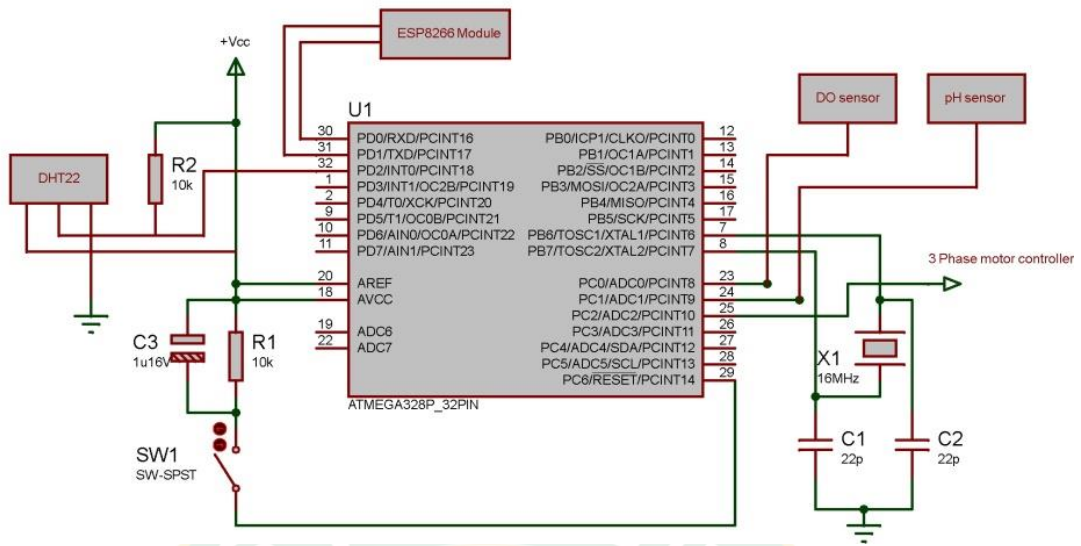 ESP8266 Module
+Vcc
DO sensor
pH sensor
DHT22
R2
10k
U1
30 PD0/RXD/PCINT16
31 PD1/TXD/PCINT17
32 PD2/INT0/PCINT18
1 PD3/INT1/OC2B/PCINT19
2 PD4/T0/XCK/PCINT20
9 PD5/T1/OC0B/PCINT21
10 PD6/AIN0/OC0A/PCINT22
11 PD7/AIN1/PCINT23
20 AREF
18 AVCC
19 ADC6
22 ADC7
PB0/ICP1/CLKO/PCINT0 12
PB1/OC1A/PCINT1 13
PB2/SS/OC1B/PCINT2 14
PB3/MOSI/OC2A/PCINT3 15
PB4/MISO/PCINT4 16
PB5/SCK/PCINT5 17
PB6/TOSC1/XTAL1/PCINT6 7
PB7/TOSC2/XTAL2/PCINT7 8
PC0/ADC0/PCINT8 23
PC1/ADC1/PCINT9 24
PC2/ADC2/PCINT10 25
PC3/ADC3/PCINT11 26
PC4/ADC4/SDA/PCINT12 27
PC5/ADC5/SCL/PCINT13 28
PC6/RESET/PCINT14 29
ATMEGA328P_32PIN
3 Phase motor controller
C3
1u16V
R1
10k
X1
16MHz
SW1
SW-SPST
C1
22p
C2
22p